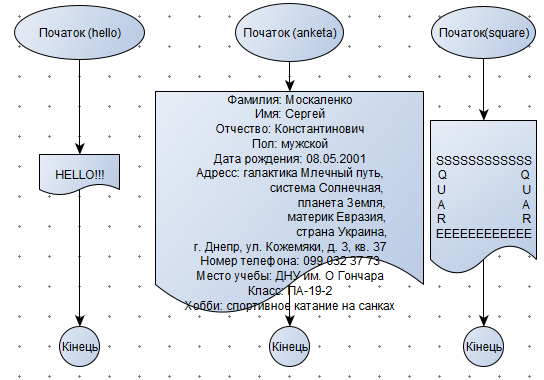 Початок (hello)
HELLO!!!
Кінець
Початок (anketa)
Фамилия: Москаленко
Имя: Сергей
Отчество: Константинович
Пол: мужской
Дата рождения: 08.05.2001
Адресс: галактика Млечный путь,
система Солнечная,
планета Земля,
материк Евразия,
страна Украина,
г. Днепр, ул. Кожемяки, д. 3, кв. 37
Номер телефона: 099 032 37 73
Место учебы: ДНУ им. О Гончара
Класс: ПА-19-2
Хобби: спортивное катание на санках
Кінець
Початок(square)
SSSSSSSSSSSS
Q Q
U U
A A
R R
EEEEEEEEEEEE
Кінець